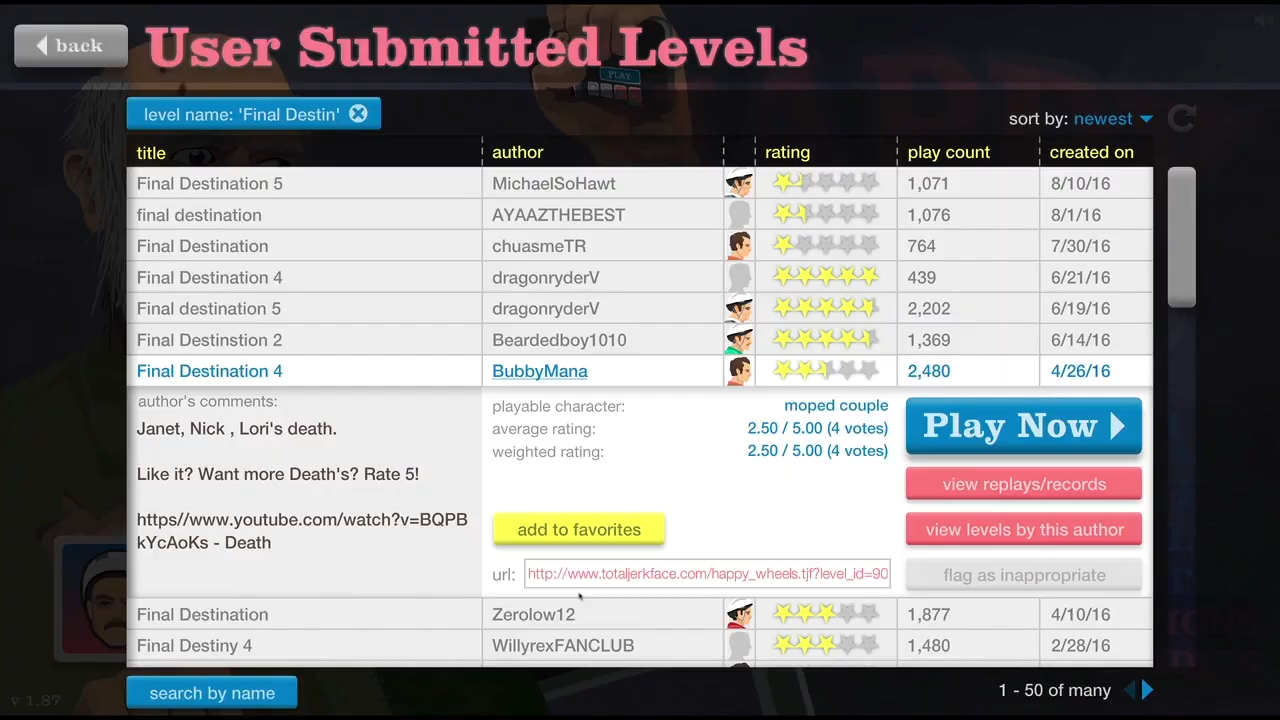 back
User Submitted Levels
PLAY
level name: 'Final Destin'
sort by: newest
title author rating play count created on
Final Destination 5 MichaelSoHawt 1,071 8/10/16
final destination AYAAZTHEBEST 1,076 8/1/16
Final Destination chuasmeTR 764 7/30/16
Final Destination 4 dragonryderV 439 6/21/16
Final destination 5 dragonryderV 2,202 6/19/16
Final Destinstion 2 Beardedboy1010 1,369 6/14/16
Final Destination 4 BubbyMana 2,480 4/26/16
author's comments:
Janet, Nick , Lori's death.
Like it? Want more Death's? Rate 5!
https//www.youtube.com/watch?v=BQPB
kYcAoKs - Death
playable character: moped couple
average rating: 2.50 / 5.00 (4 votes)
weighted rating: 2.50 / 5.00 (4 votes)
add to favorites
url: http://www.totaljerkface.com/happy_wheels.tjf?level_id=90
Play Now
view replays/records
view levels by this author
flag as inappropriate
Final Destination Zerolow12 1,877 4/10/16
Final Destiny 4 WillyrexFANCLUB 1,480 2/28/16
search by name
1 - 50 of many
v 1.87